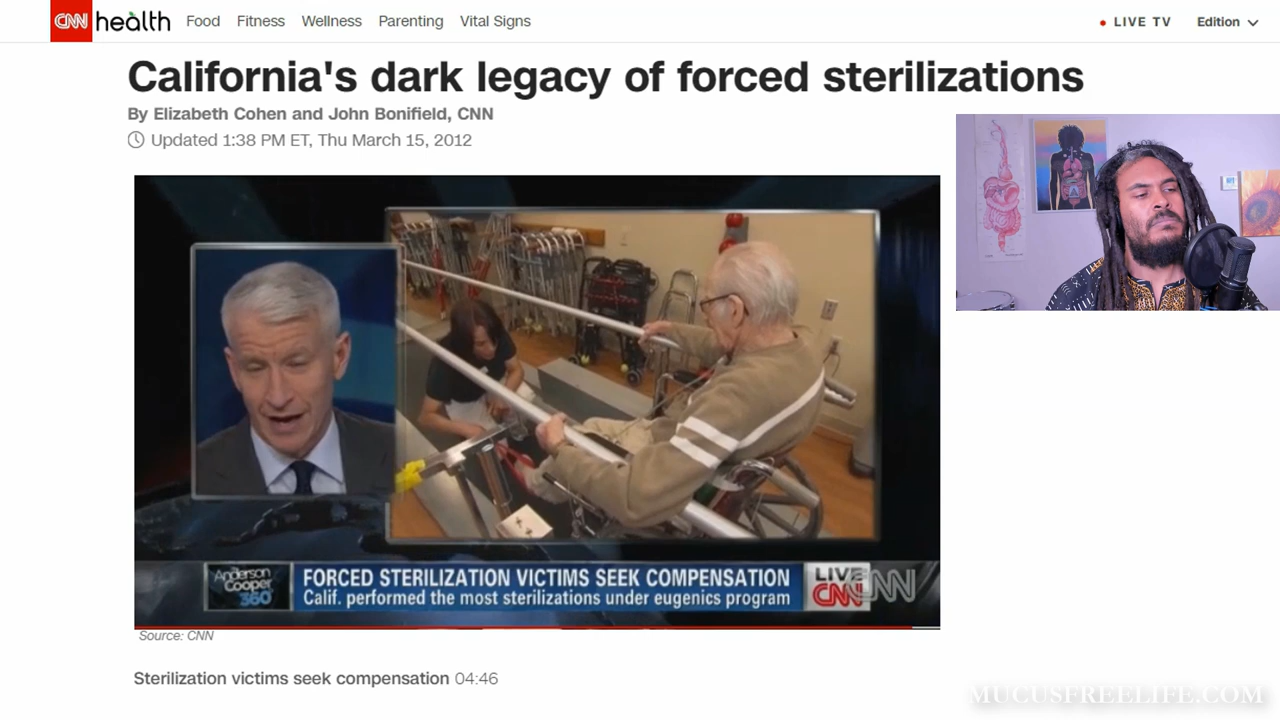 CNN health Food Fitness Wellness Parenting Vital Signs LIVE TV Edition
California's dark legacy of forced sterilizations
By Elizabeth Cohen and John Bonifield, CNN
Updated 1:38 PM ET, Thu March 15, 2012
Anderson
Cooper
360°
FORCED STERILIZATION VICTIMS SEEK COMPENSATION
Calif. performed the most sterilizations under eugenics program
LIVE
CNN
CNN
Source: CNN
Sterilization victims seek compensation 04:46
MUCUSFREELIFE.COM